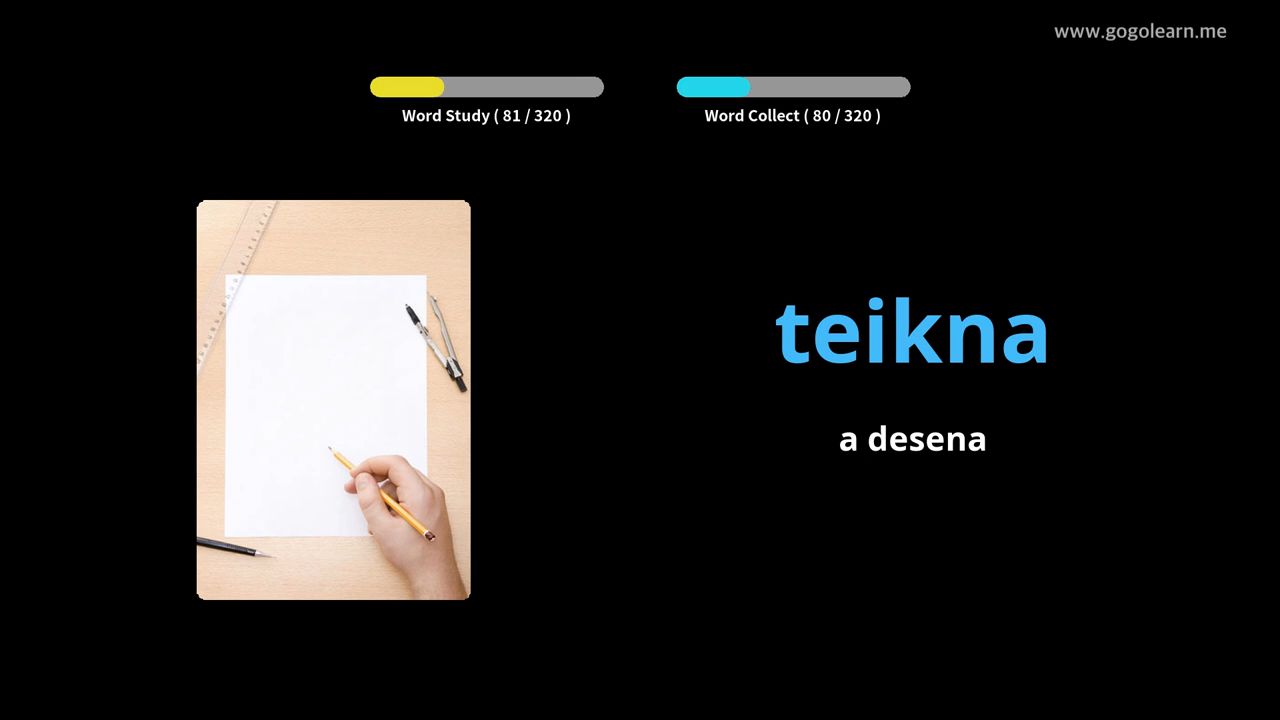 www.gogolearn.me
Word Study ( 81 / 320 )
Word Collect ( 80 / 320 )
teikna
a desena